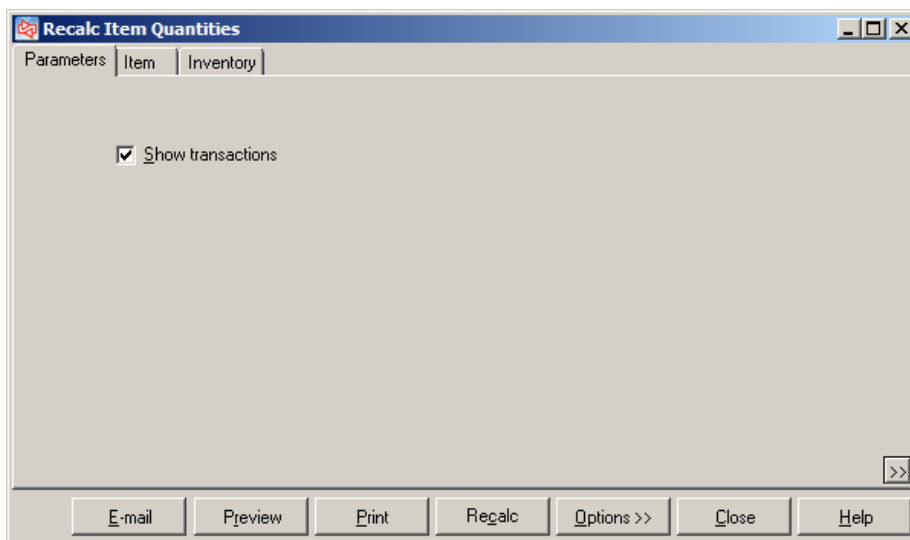 Recalc Item Quantities
Parameters Item Inventory
Show transactions
>>
E-mail Preview Print Recalc Options >> Close Help